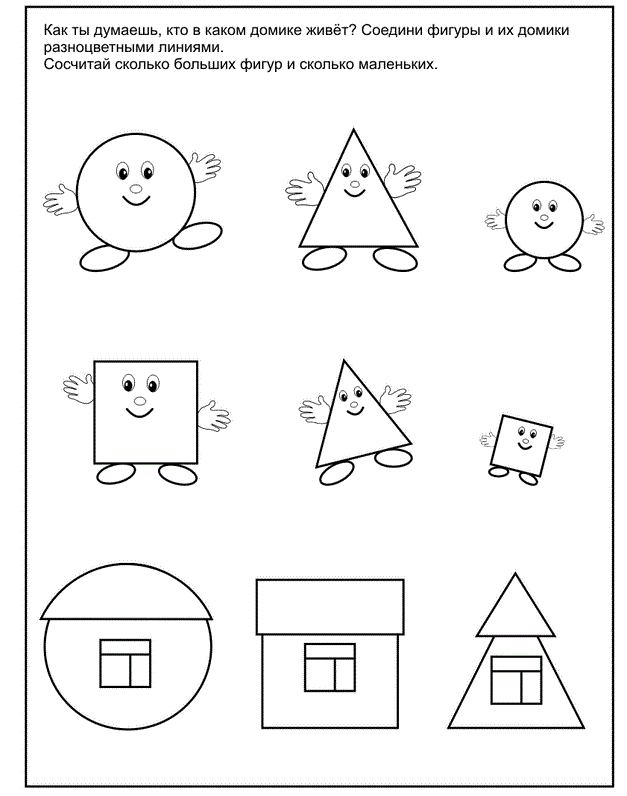 Как ты думаешь, кто в каком домике живёт? Соедини фигуры и их домики
разноцветными линиями.
Сосчитай сколько больших фигур и сколько маленьких.